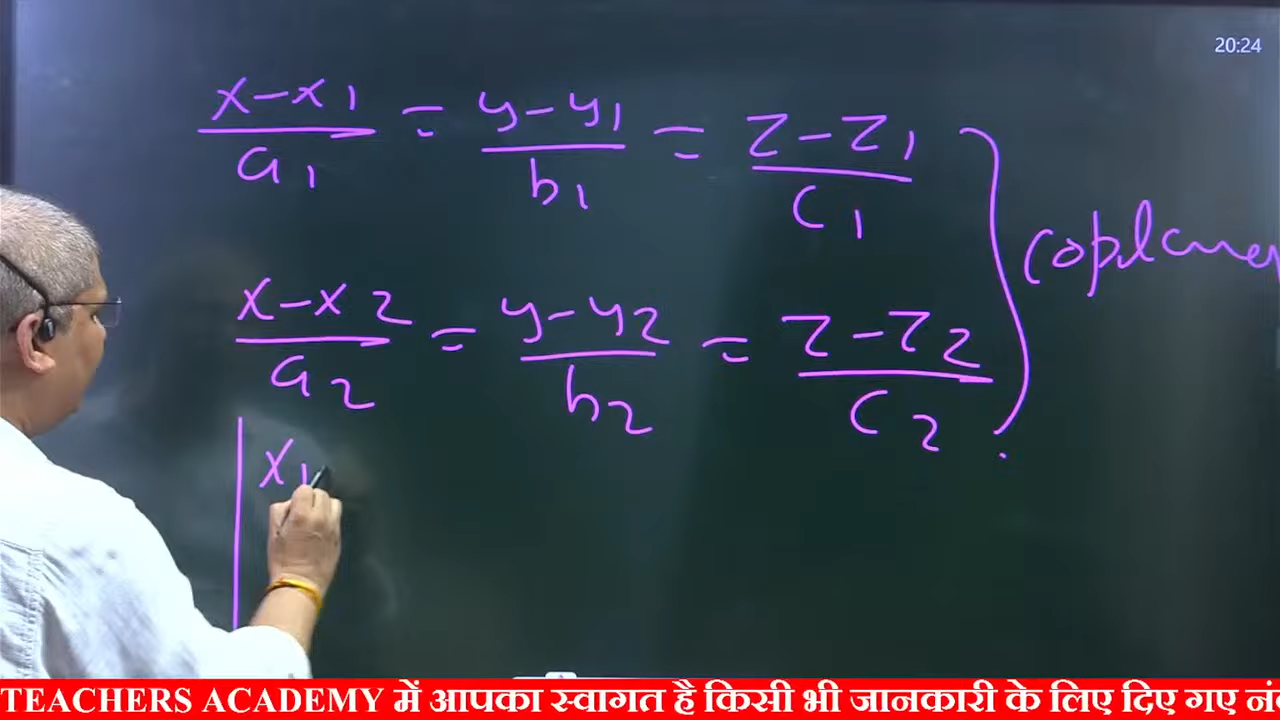 20:24
x-x1/a1 = y-y1/b1 = z-z1/c1
coplaner
x-x2/a2 = y-y2/b2 = z-z2/c2
x1
TEACHERS ACADEMY में आपका स्वागत है किसी भी जानकारी के लिए दिए गए नं